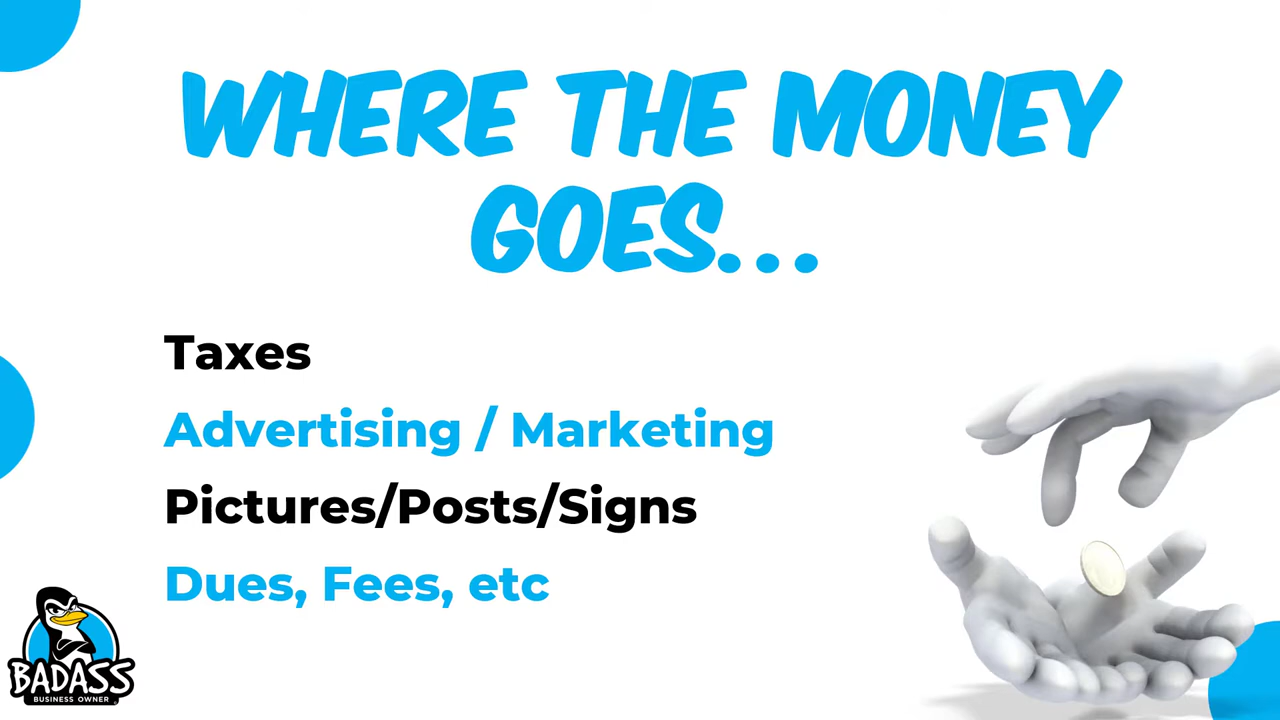 WHERE THE MONEY
GOES...
Taxes
Advertising / Marketing
Pictures/Posts/Signs
Dues, Fees, etc
BADASS
BUSINESS OWNER